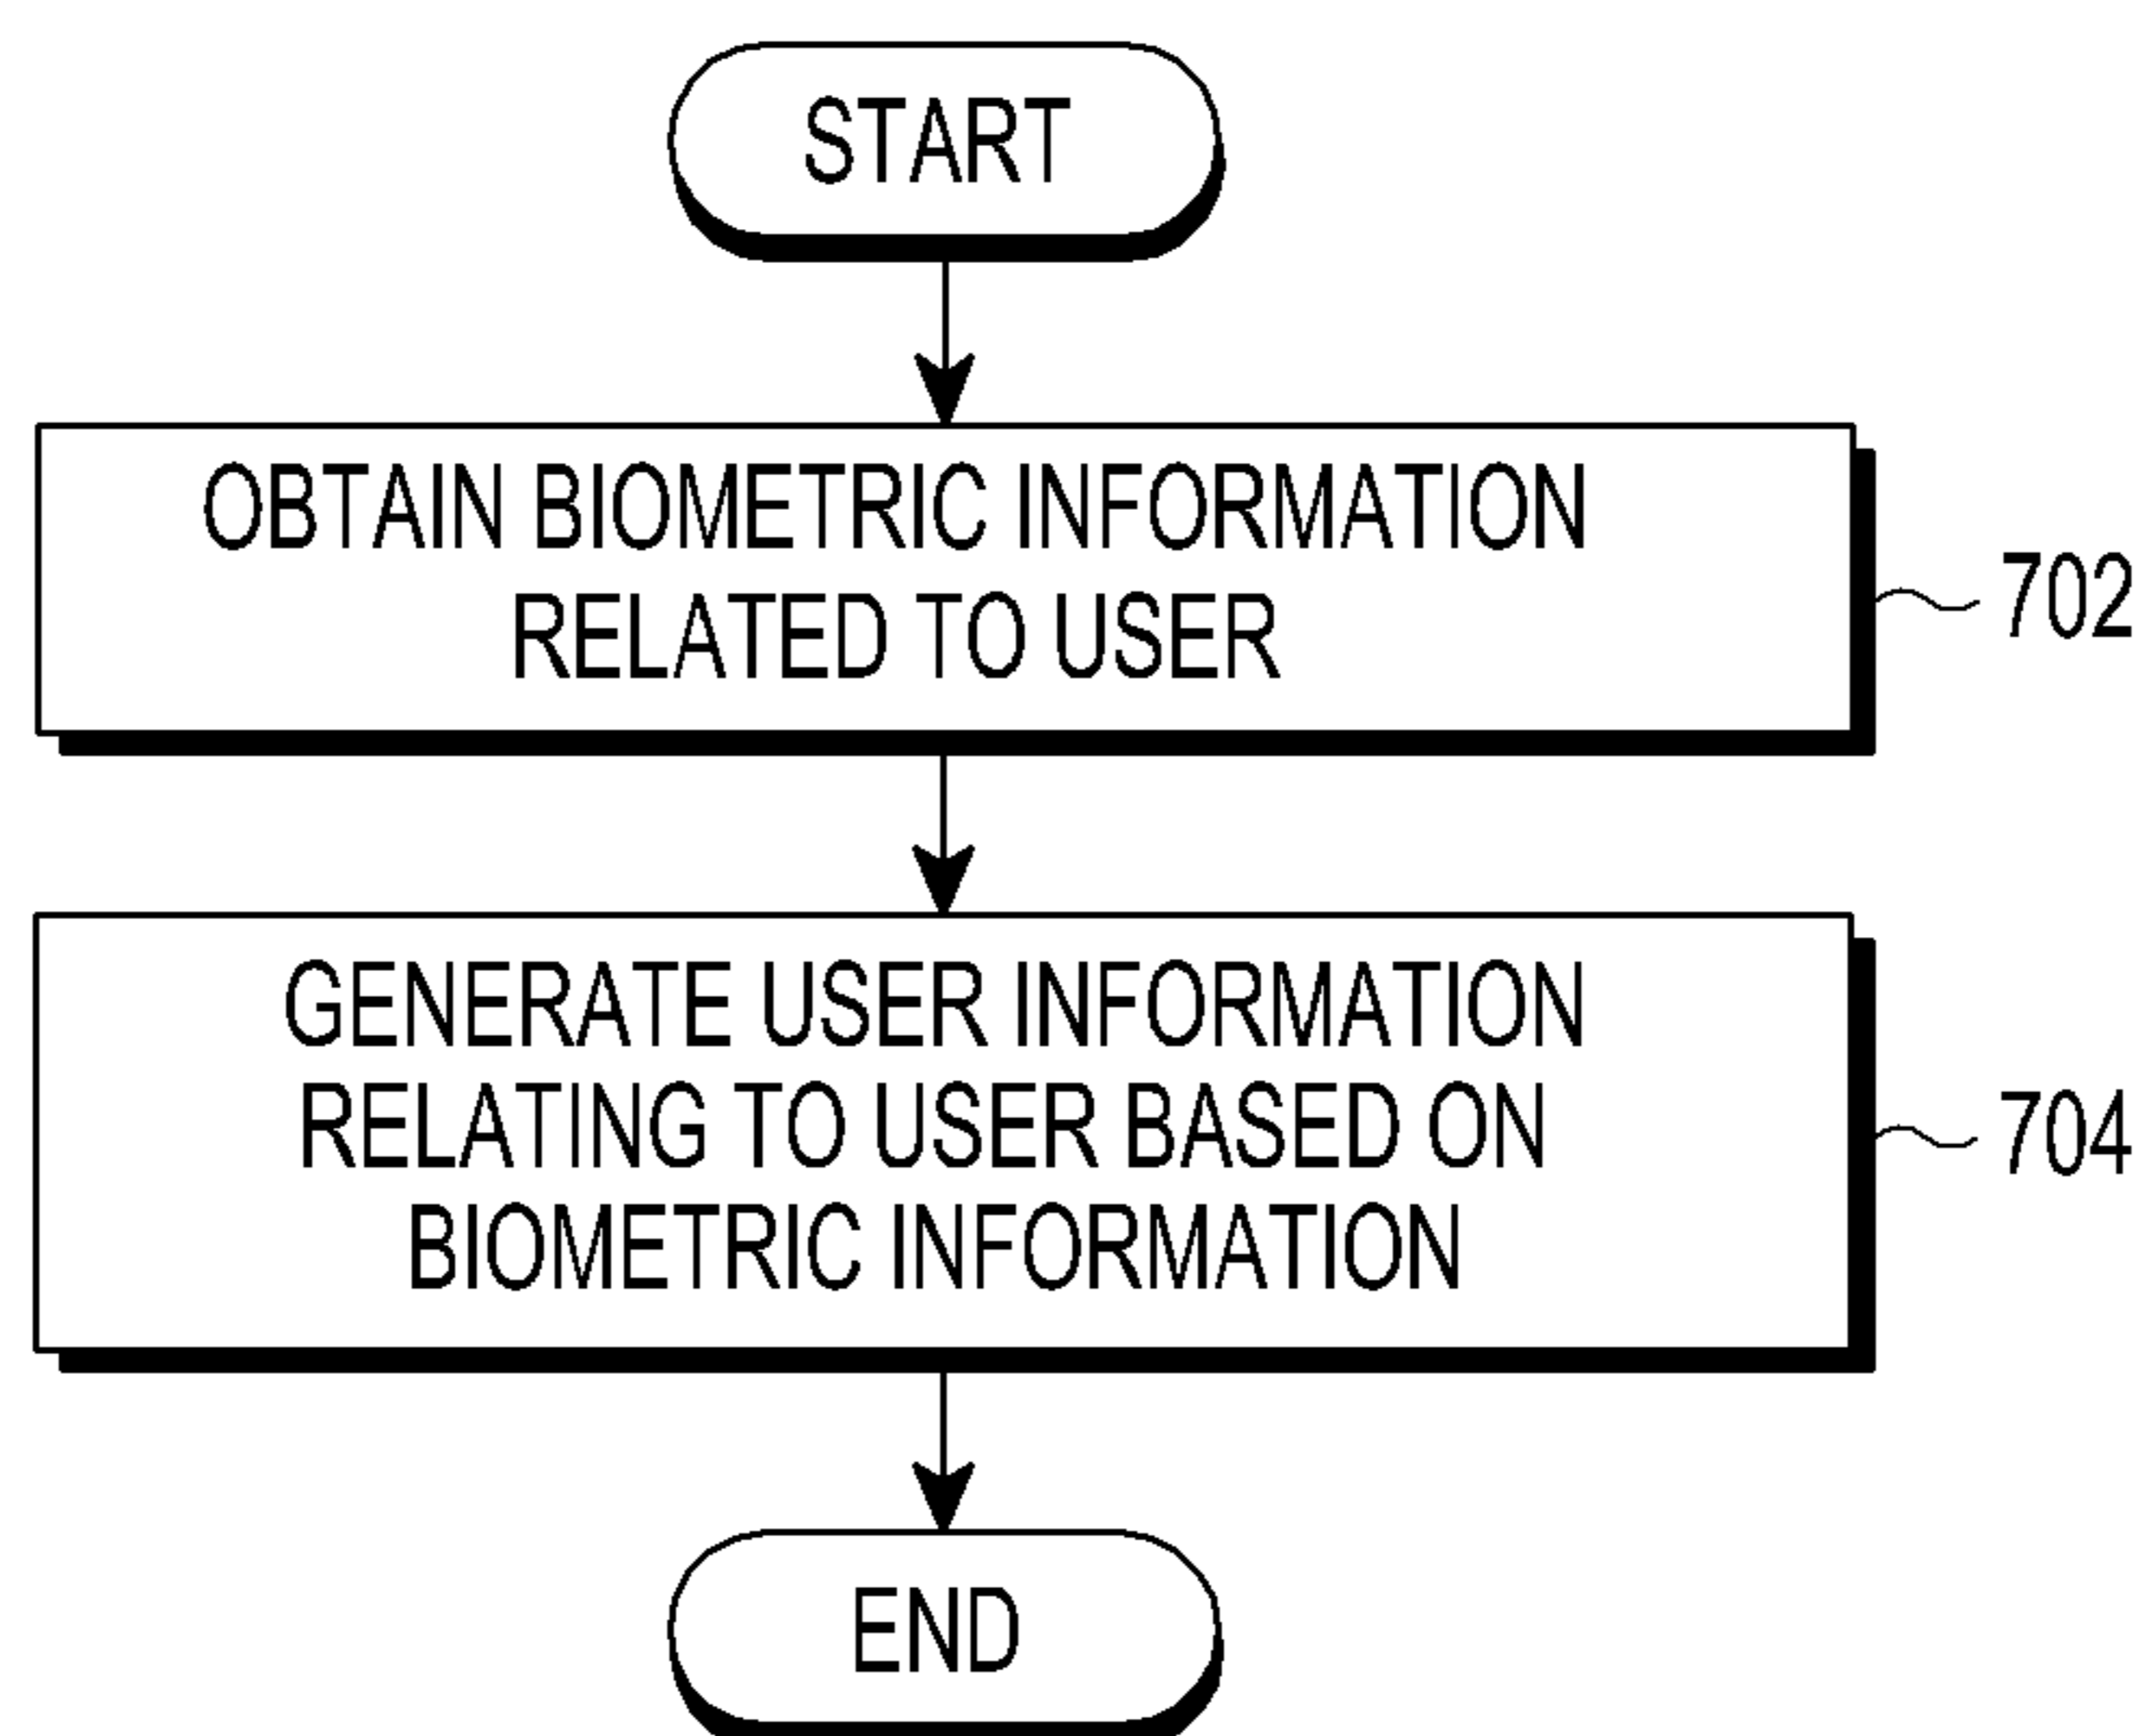 START
OBTAIN BIOMETRIC INFORMATION
RELATED TO USER
702
GENERATE USER INFORMATION
RELATING TO USER BASED ON
BIOMETRIC INFORMATION
704
END